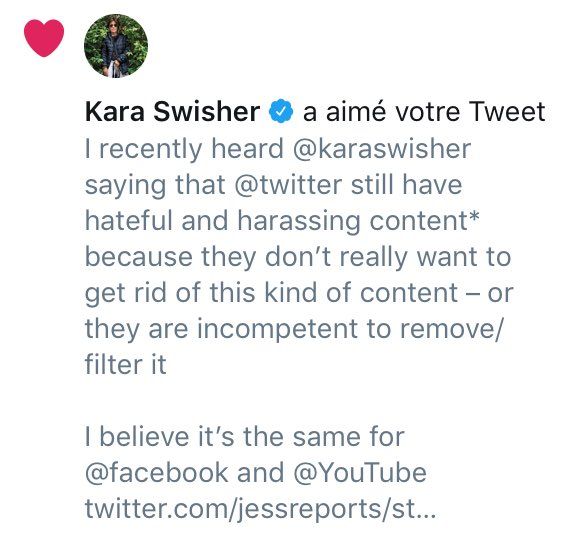 Kara Swisher a aimé votre Tweet
I recently heard @karaswisher
saying that @twitter still have
hateful and harassing content*
because they don’t really want to
get rid of this kind of content – or
they are incompetent to remove/
filter it
I believe it’s the same for
@facebook and @YouTube
twitter.com/jessreports/st...